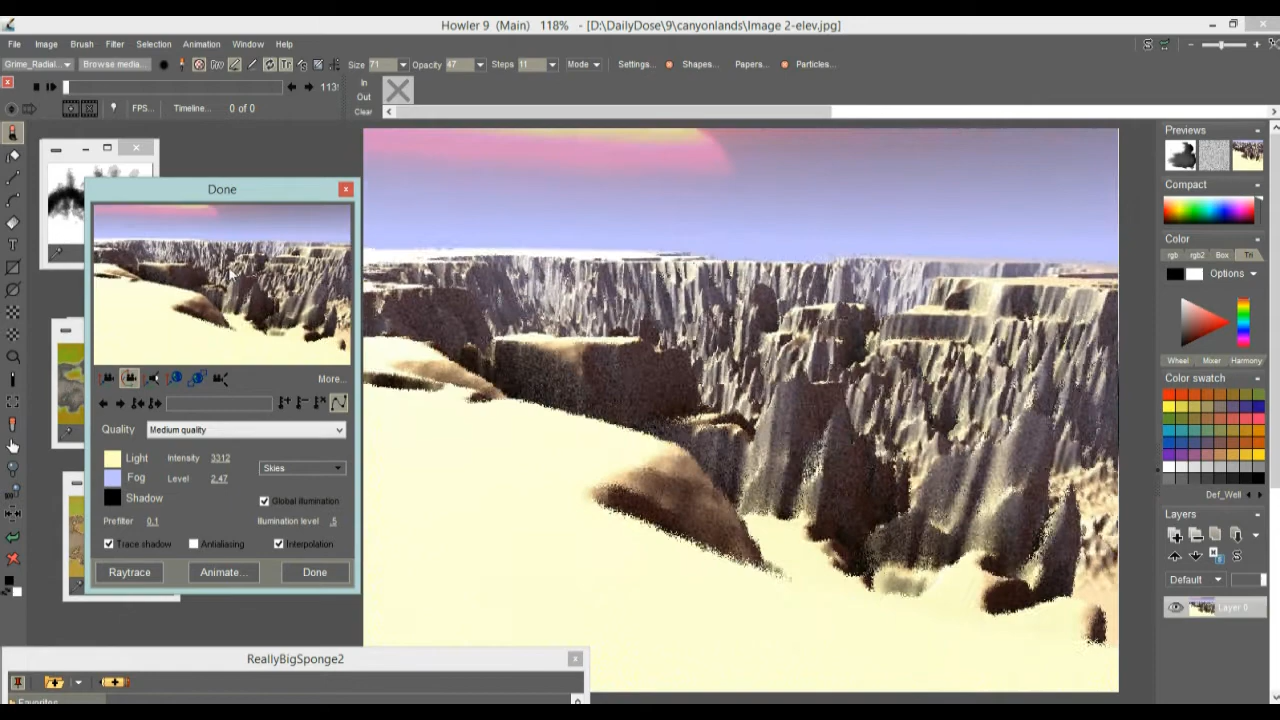 Howler 9 (Main) 118% - [D:\DailyDose\9\canyonlands\Image 2-elev.jpg]
File Image Brush Filter Selection Animation Window Help
Grime_Radial... Browse media... Size 71 Opacity 47 Steps 11 Mode Settings... Shapes... Papers... Particles...
In
Out
Clear
FPS... Timeline... 0 of 0
Done
More...
Quality Medium quality
Light Intensity 3312
Skies
Fog Level 2.47
Shadow
Global illumination
Prefilter 0.1 Illumination level .5
Trace shadow Antialiasing Interpolation
Raytrace Animate... Done
ReallyBigSponge2
Favorites
Previews
Compact
Color
rgb rgb2 Box Tri
Options
Wheel Mixer Harmony
Color swatch
Def_Well
Layers
Default
Layer 0